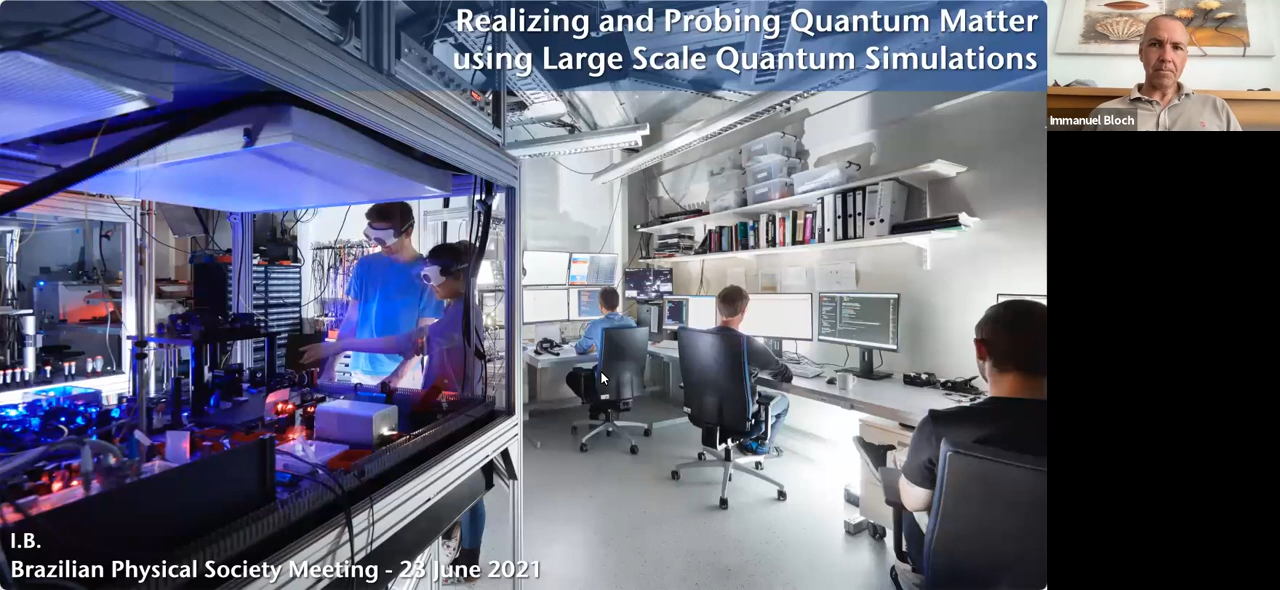 Realizing and Probing Quantum Matter
using Large Scale Quantum Simulations
Immanuel Bloch
I.B.
Brazilian Physical Society Meeting - 23 June 2021